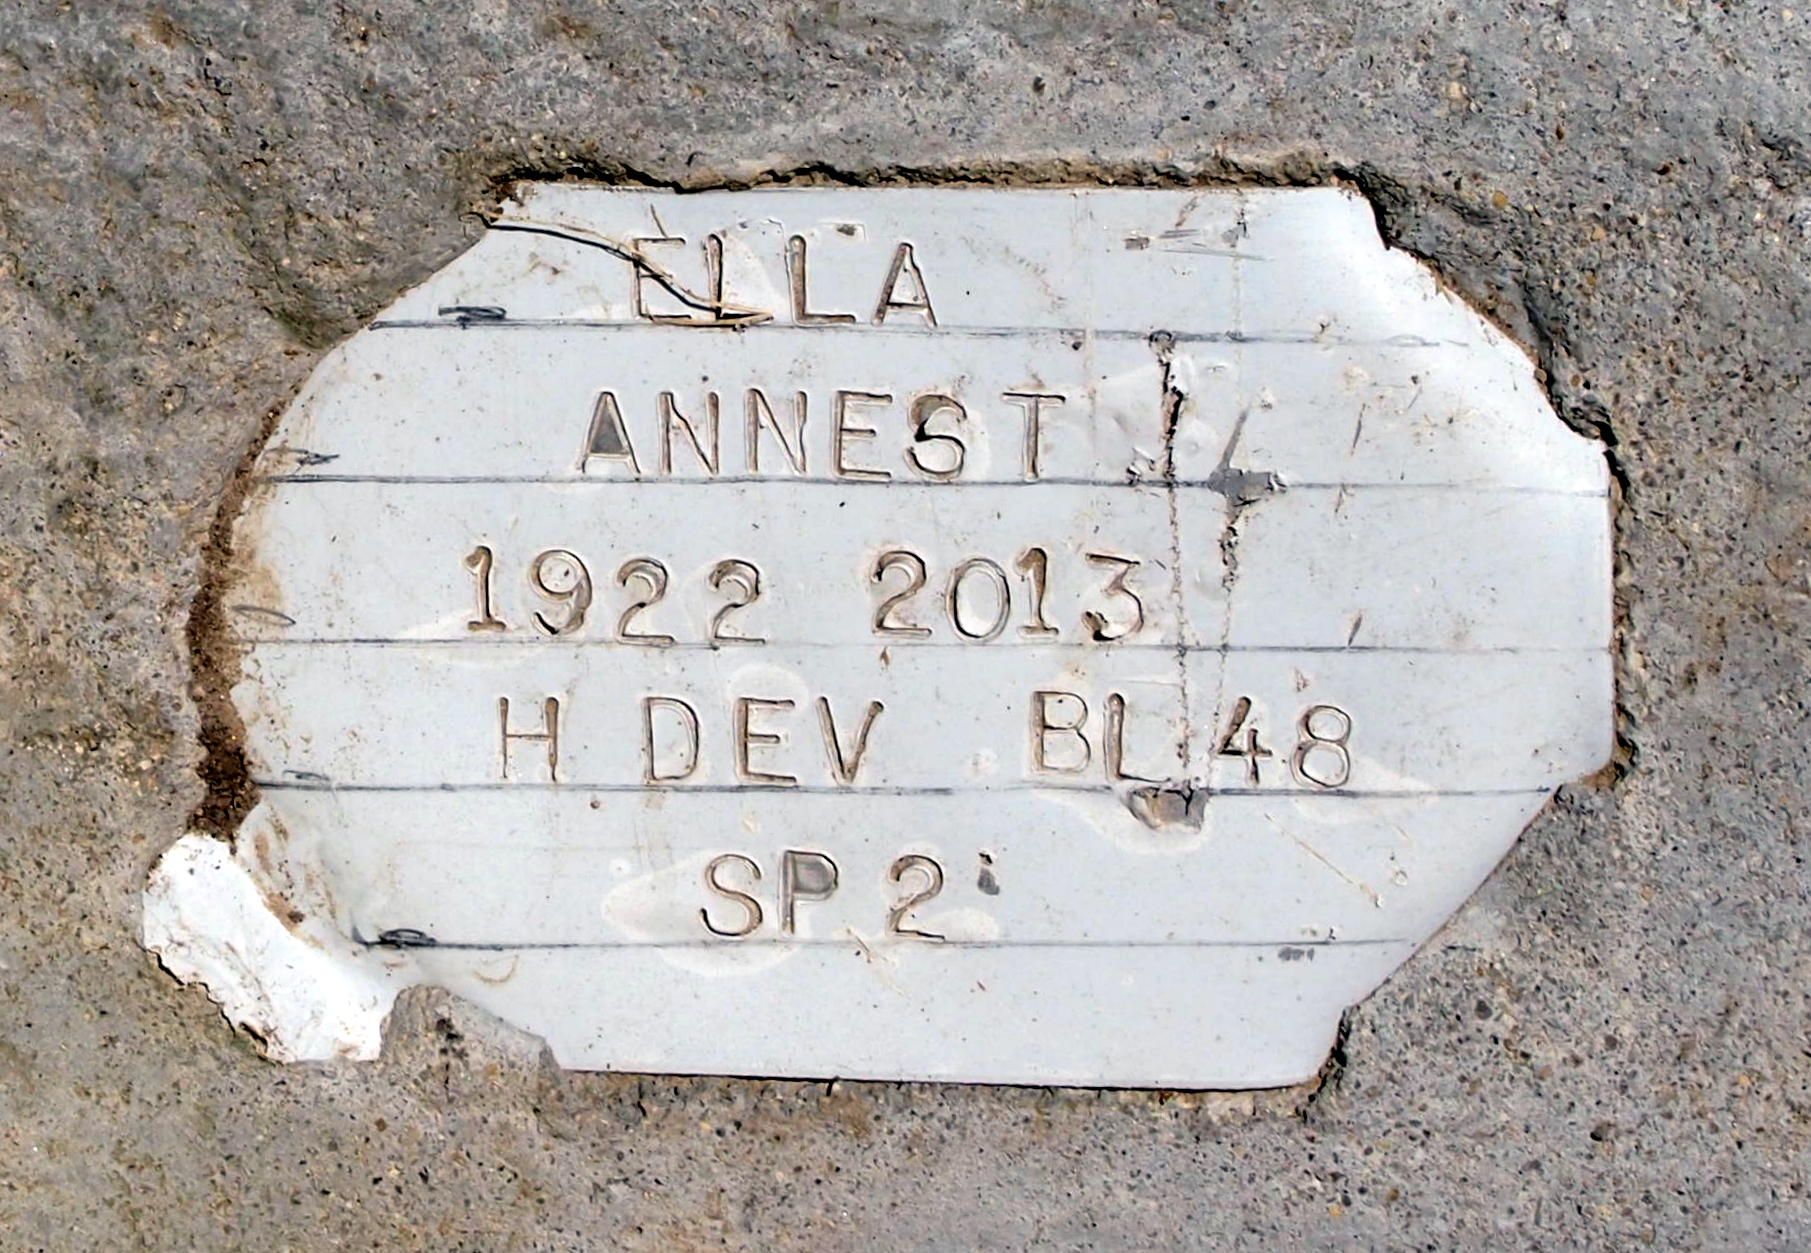 ELLA
ANNEST
1922 2013
H DEV BL 48
SP 2